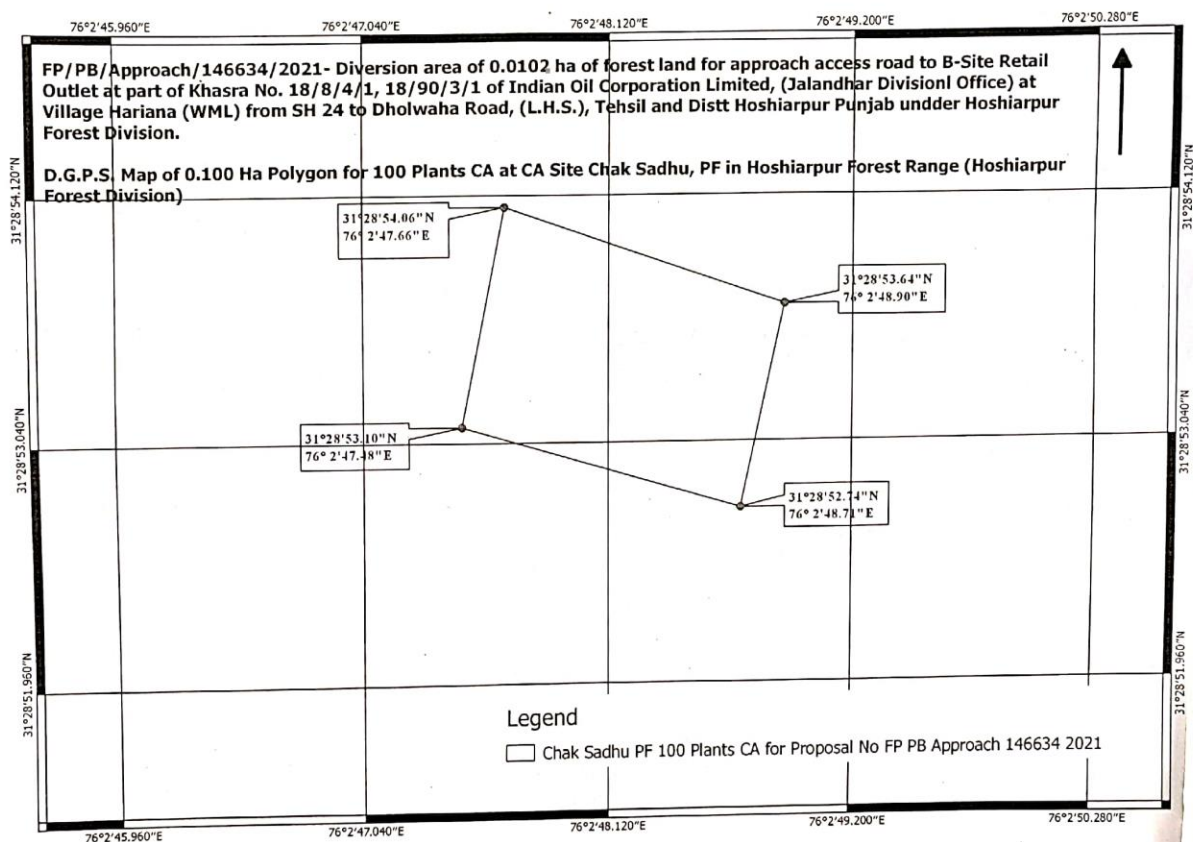 76°2'45.960"E 76°2'47.040"E 76°2'48.120"E 76°2'49.200"E 76°2'50.280"E
FP/PB/Approach/146634/2021- Diversion area of 0.0102 ha of forest land for approach access road to B-Site Retail
Outlet at part of Khasra No. 18/8/4/1, 18/90/3/1 of Indian Oil Corporation Limited, (Jalandhar Divisionl Office) at
Village Hariana (WML) from SH 24 to Dholwaha Road, (L.H.S.), Tehsil and Distt Hoshiarpur Punjab undder Hoshiarpur
Forest Division.
D.G.P.S. Map of 0.100 Ha Polygon for 100 Plants CA at CA Site Chak Sadhu, PF in Hoshiarpur Forest Range (Hoshiarpur
Forest Division)
31°28'54.120"N
31°28'54.120"N
31°28'54.06"N
76° 2'47.66"E
31°28'53.64"N
76° 2'48.90"E
31°28'53.10"N
76° 2'47.48"E
31°28'53.040"N
31°28'53.040"N
31°28'52.74"N
76° 2'48.71"E
31°28'51.960"N
31°28'51.960"N
Legend
Chak Sadhu PF 100 Plants CA for Proposal No FP PB Approach 146634 2021
76°2'45.960"E 76°2'47.040"E 76°2'48.120"E 76°2'49.200"E 76°2'50.280"E